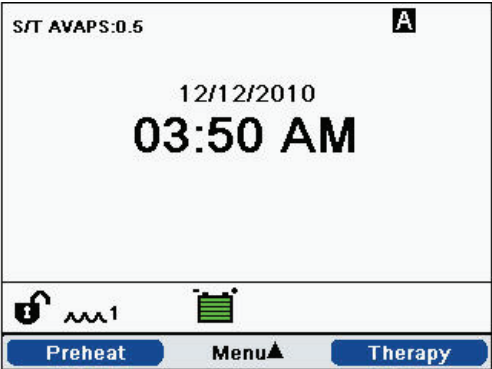 S/T AVAPS:0.5 A
12/12/2010
03:50 AM
1
Preheat Menu▲ Therapy